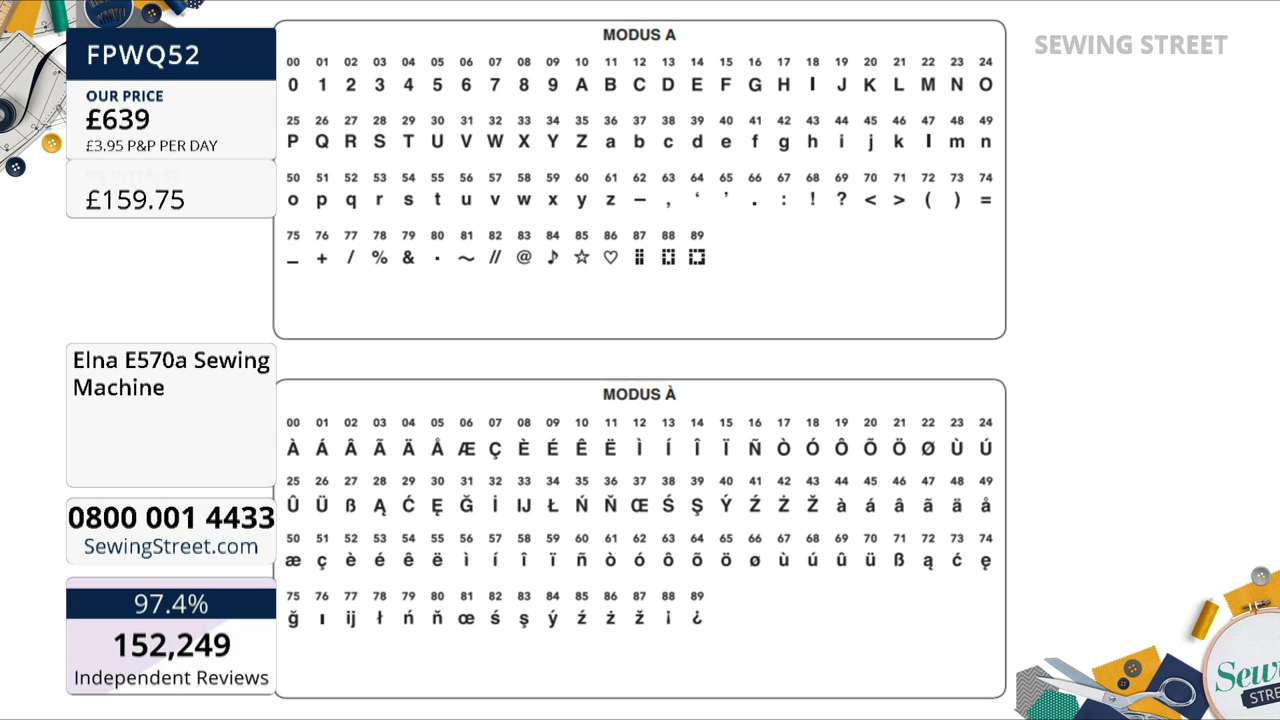 FPWQ52
OUR PRICE
£639
£3.95 P&P PER DAY
£159.75
Elna E570a Sewing
Machine
0800 001 4433
SewingStreet.com
97.4%
152,249
Independent Reviews
MODUS A
00 01 02 03 04 05 06 07 08 09 10 11 12 13 14 15 16 17 18 19 20 21 22 23 24
0 1 2 3 4 5 6 7 8 9 A B C D E F G H I J K L M N O
25 26 27 28 29 30 31 32 33 34 35 36 37 38 39 40 41 42 43 44 45 46 47 48 49
P Q R S T U V W X Y Z a b c d e f g h i j k l m n
50 51 52 53 54 55 56 57 58 59 60 61 62 63 64 65 66 67 68 69 70 71 72 73 74
o p q r s t u v w x y z – , ‘ ’ . : ! ? < > ( ) =
75 76 77 78 79 80 81 82 83 84 85 86 87 88 89
_ + / % & · ~ // @ ♪ ☆ ♡
MODUS À
00 01 02 03 04 05 06 07 08 09 10 11 12 13 14 15 16 17 18 19 20 21 22 23 24
À Á Â Ã Ä Å Æ Ç È É Ê Ë Ì Í Î Ï Ñ Ò Ó Ô Õ Ö Ø Ù Ú
25 26 27 28 29 30 31 32 33 34 35 36 37 38 39 40 41 42 43 44 45 46 47 48 49
Û Ü ß Ą Ć Ę Ğ İ IJ Ł Ń Ň Œ Ś Ş Ý Ź Ż Ž à á â ã ä å
50 51 52 53 54 55 56 57 58 59 60 61 62 63 64 65 66 67 68 69 70 71 72 73 74
æ ç è é ê ë ì í î ï ñ ò ó ô õ ö ø ù ú û ü ß ą ć ę
75 76 77 78 79 80 81 82 83 84 85 86 87 88 89
ğ ı ij ł ń ň œ ś ş ý ź ż ž ¡ ¿
SEWING STREET